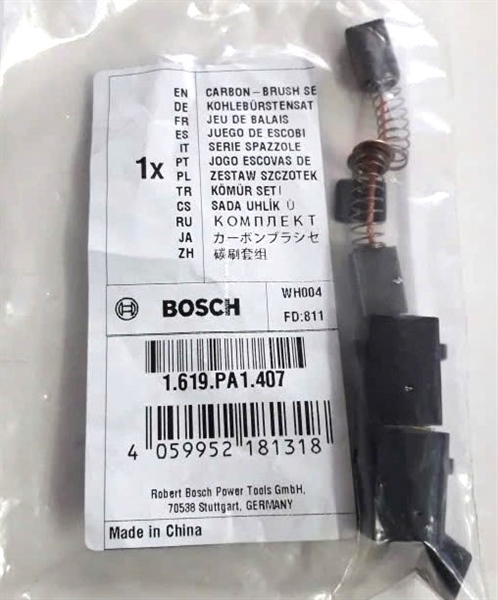 1x
EN CARBON-BRUSH SE
DE KOHLEBÜRSTENSAT
FR JEU DE BALAIS
ES JUEGO DE ESCOBI
IT SERIE SPAZZOLE
PT JOGO ESCOVAS DE
PL ZESTAW SZCZOTEK
TR KÖMÜR SETI
CS SADA UHLÍK Ů
RU КОМПЛЕКТ
JA カーボンブラシセ
ZH 碳刷套组
BOSCH
WH004
FD:811
1.619.PA1.407
4 059952 181318
Robert Bosch Power Tools GmbH,
70538 Stuttgart, GERMANY
Made in China